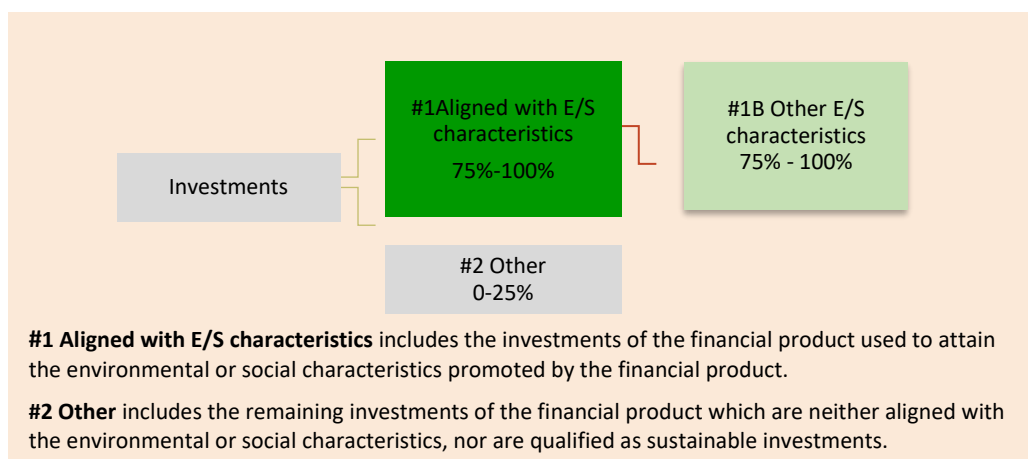 #1Aligned with E/S
characteristics
75%-100%
#1B Other E/S
characteristics
75% - 100%
Investments
#2 Other
0-25%
#1 Aligned with E/S characteristics includes the investments of the financial product used to attain
the environmental or social characteristics promoted by the financial product.
#2 Other includes the remaining investments of the financial product which are neither aligned with
the environmental or social characteristics, nor are qualified as sustainable investments.